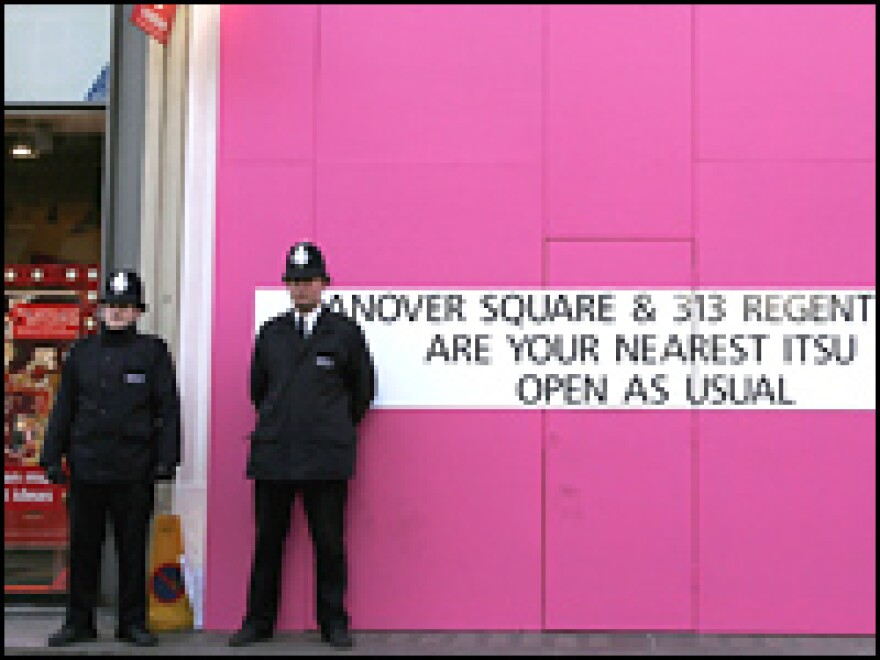 ANOVER SQUARE & 313 REGENT
ARE YOUR NEAREST ITSU
OPEN AS USUAL